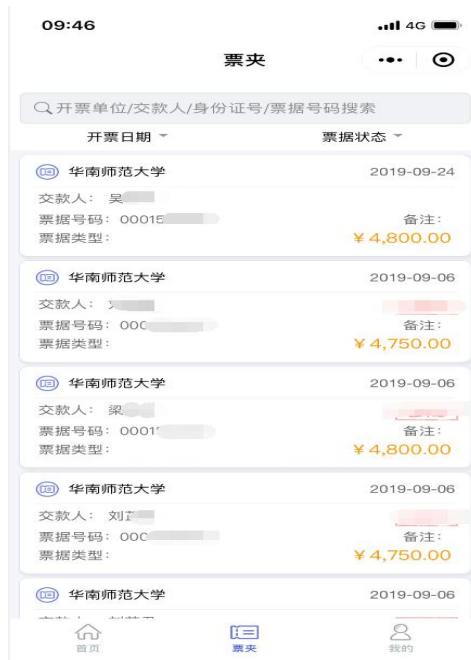 09:46 4G
票夹
开票单位/交款人/身份证号/票据号码搜索
开票日期 票据状态
华南师范大学 2019-09-24
交款人: 吴
票据号码: 00015 备注:
票据类型: ¥4,800.00
华南师范大学 2019-09-06
交款人:
票据号码: 000 备注:
票据类型: ¥4,750.00
华南师范大学 2019-09-06
交款人: 梁
票据号码: 0001 备注:
票据类型: ¥4,800.00
华南师范大学 2019-09-06
交款人: 刘
票据号码: 000 备注:
票据类型: ¥4,750.00
华南师范大学 2019-09-06
首页 票夹 我的